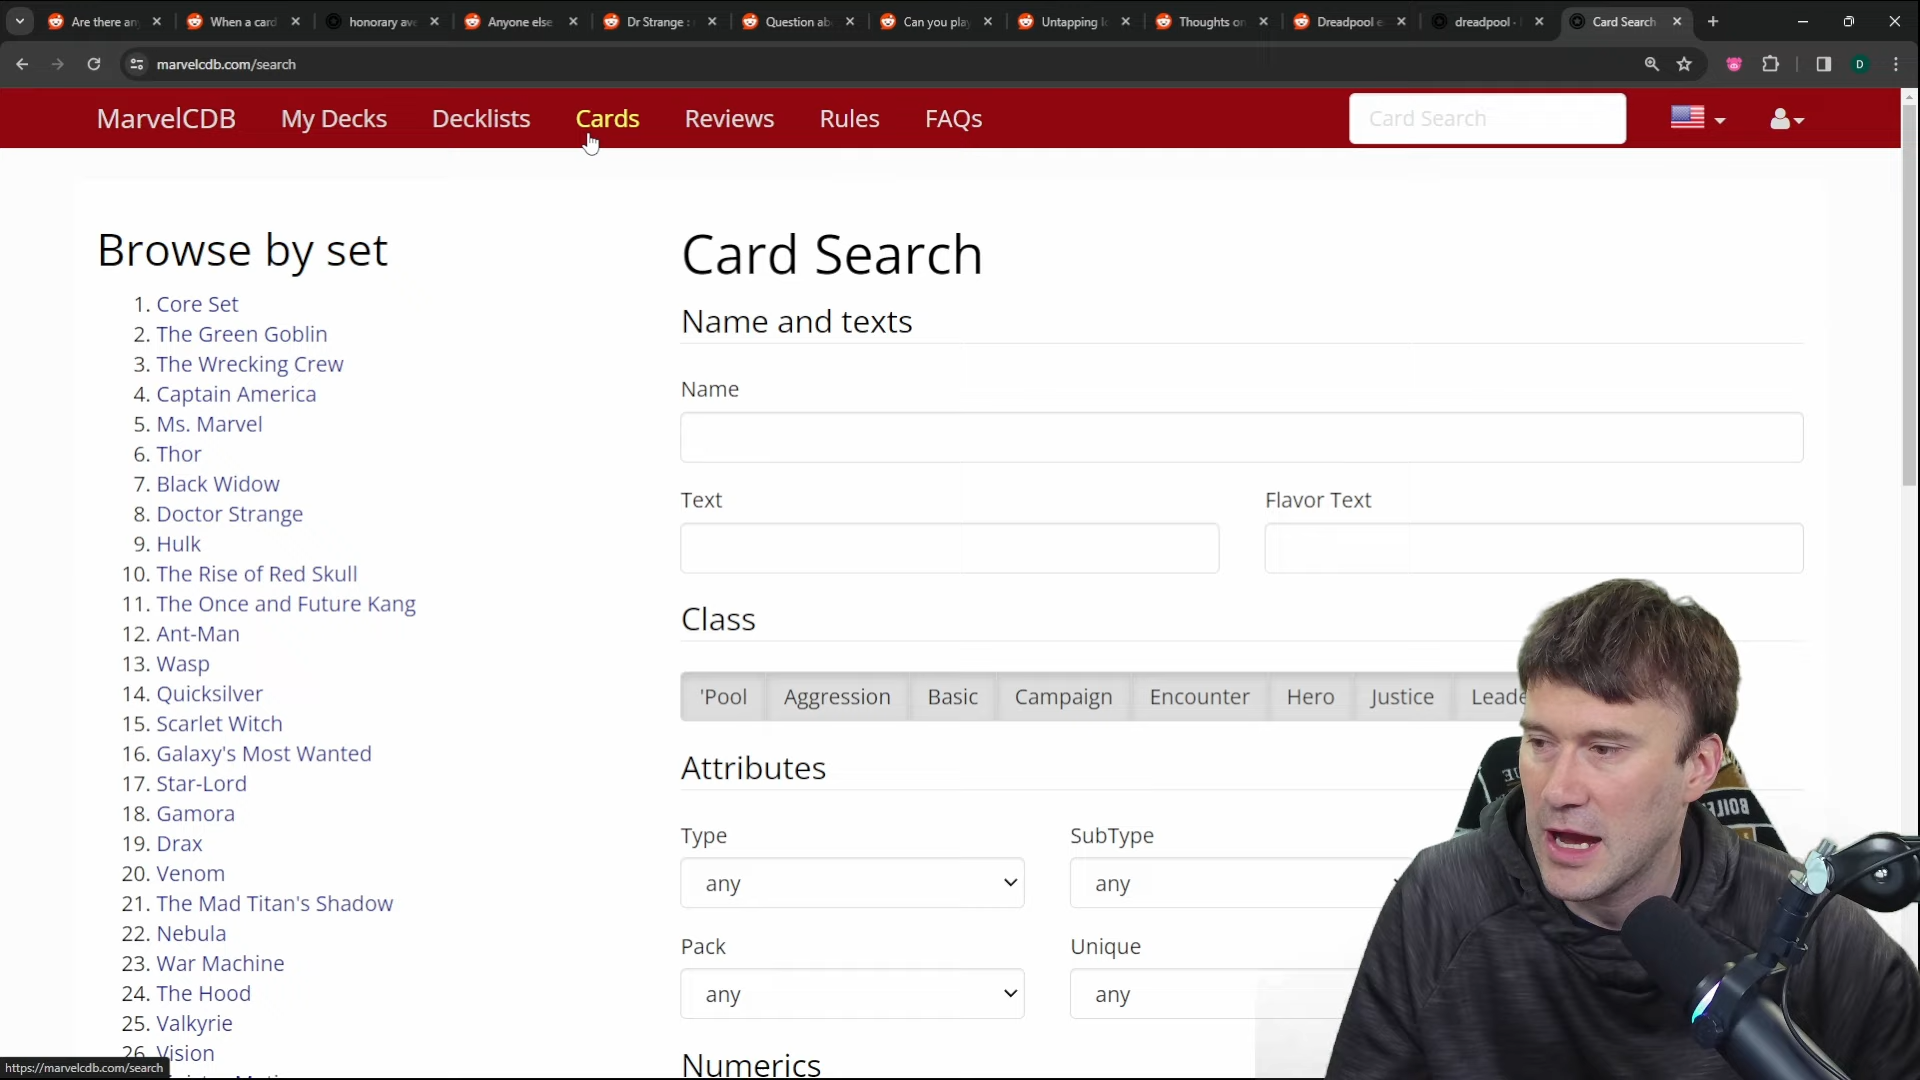 Are there an
When a card
honorary av
Anyone else
Dr Strange :
Question ab
Can you play
Untapping
Thoughts on
Dreadpool e
dreadpool ·
Card Search
marvelcdb.com/search
D
MarvelCDB
My Decks
Decklists
Cards
Reviews
Rules
FAQs
Card Search
Browse by set
1. Core Set
2. The Green Goblin
3. The Wrecking Crew
4. Captain America
5. Ms. Marvel
6. Thor
7. Black Widow
8. Doctor Strange
9. Hulk
10. The Rise of Red Skull
11. The Once and Future Kang
12. Ant-Man
13. Wasp
14. Quicksilver
15. Scarlet Witch
16. Galaxy's Most Wanted
17. Star-Lord
18. Gamora
19. Drax
20. Venom
21. The Mad Titan's Shadow
22. Nebula
23. War Machine
24. The Hood
25. Valkyrie
26. Vision
https://marvelcdb.com/search
Card Search
Name and texts
Name
Text
Flavor Text
Class
'Pool
Aggression
Basic
Campaign
Encounter
Hero
Justice
Leade
Attributes
Type
SubType
any
any
Pack
Unique
any
any
Numerics